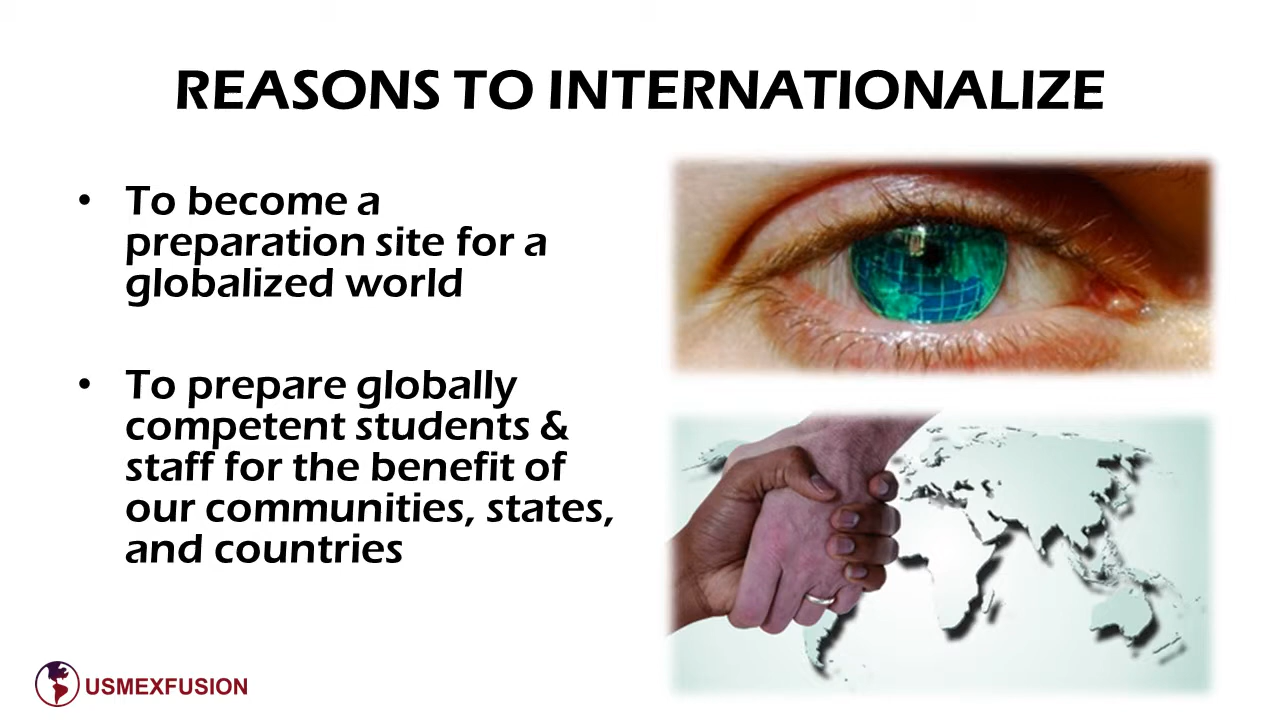 REASONS TO INTERNATIONALIZE
• To become a
preparation site for a
globalized world
• To prepare globally
competent students &
staff for the benefit of
our communities, states,
and countries
USMEXFUSION